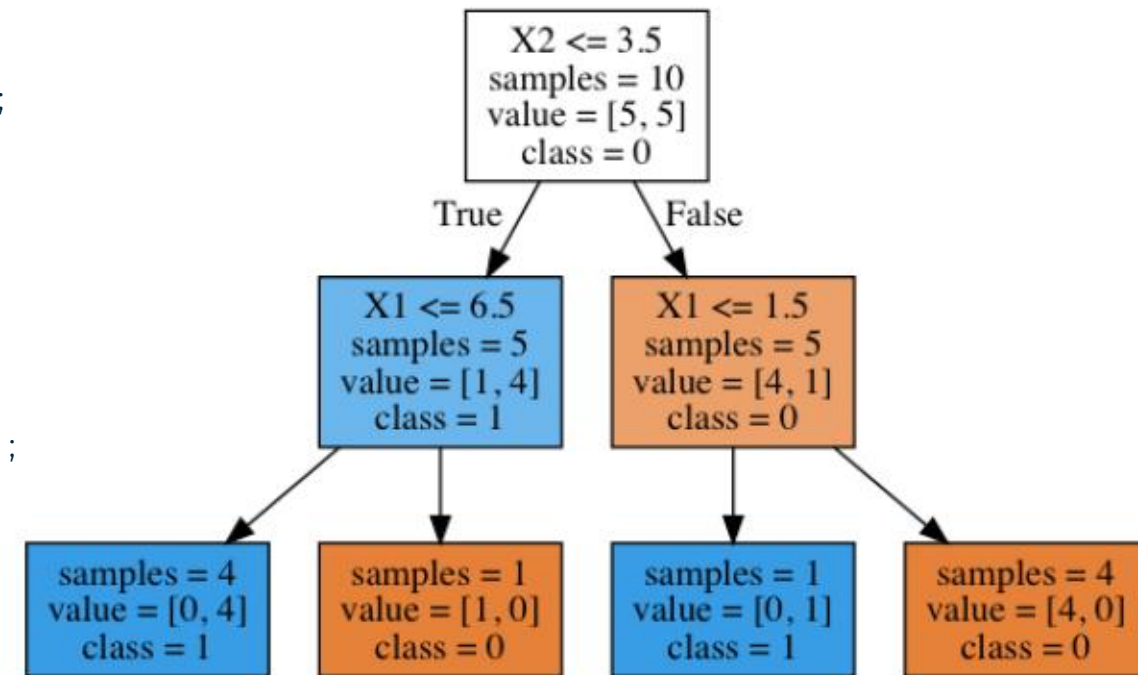 X2 <= 3.5
samples = 10
value = [5, 5]
class = 0
;
True
False
X1 <= 6.5
samples = 5
value = [1, 4]
class = 1
X1 <= 1.5
samples = 5
value = [4, 1]
class = 0
;
samples = 4
value = [0, 4]
class = 1
samples = 1
value = [1, 0]
class = 0
samples = 1
value = [0, 1]
class = 1
samples = 4
value = [4, 0]
class = 0